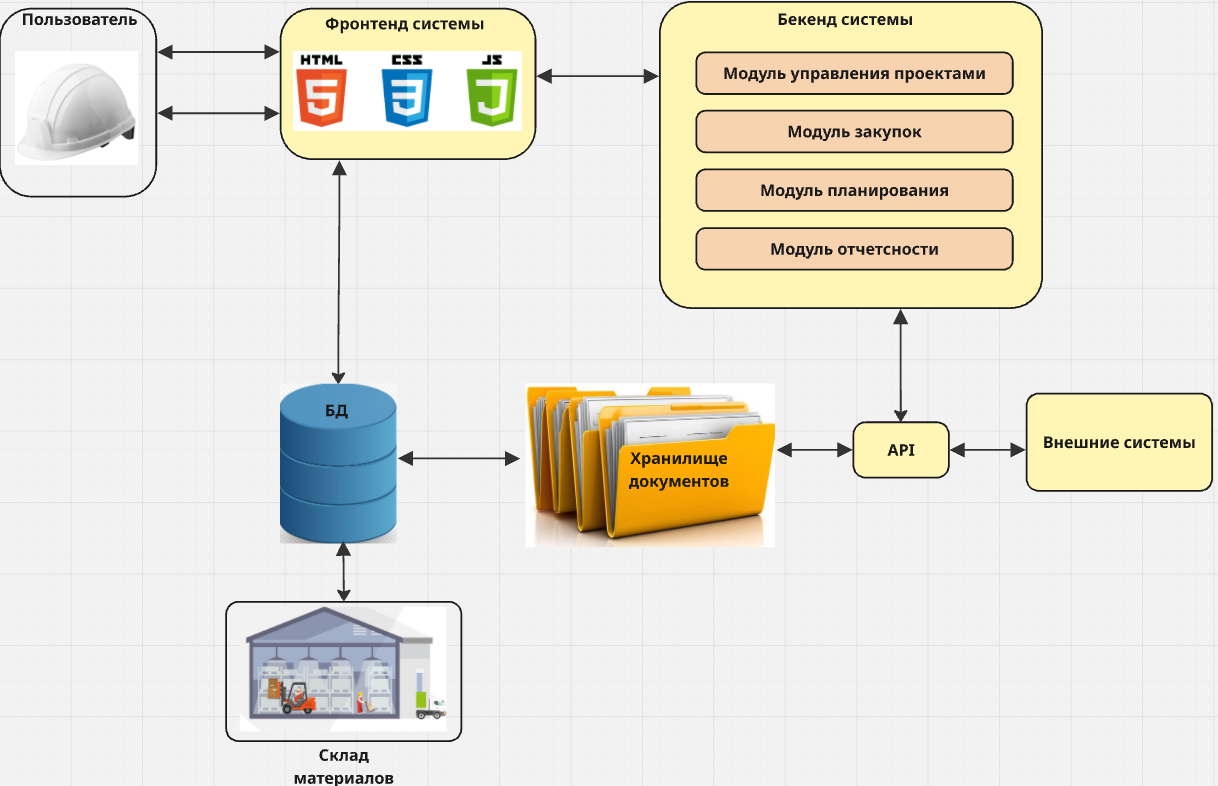 Пользователь
Фронтенд системы
HTML CSS JS
Бекенд системы
Модуль управления проектами
Модуль закупок
Модуль планирования
Модуль отчетсности
БД
Хранилище
документов
API
Внешние системы
Склад
материалов